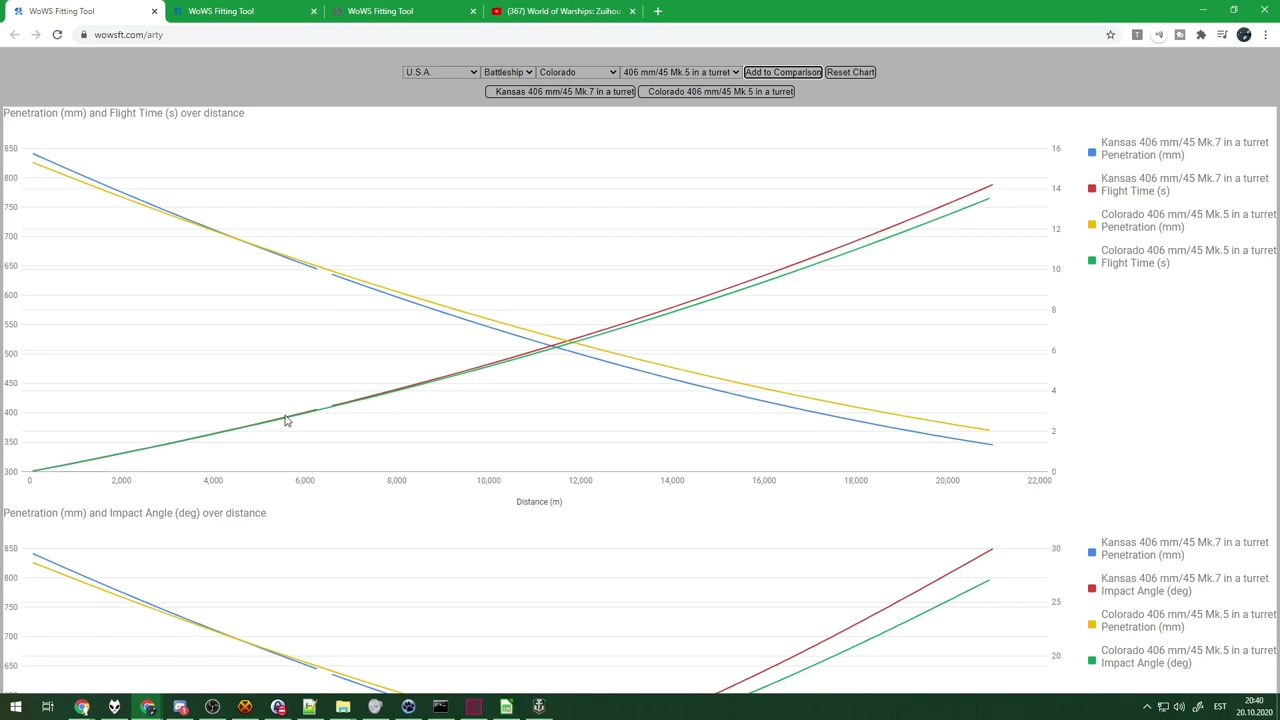 WoWS Fitting Tool
WoWS Fitting Tool
WoWS Fitting Tool
(367) World of Warships: Zuihou
wowsft.com/arty
U.S.A. Battleship Colorado 406 mm/45 Mk.5 in a turret Add to Comparison Reset Chart
Kansas 406 mm/45 Mk.7 in a turret Colorado 406 mm/45 Mk.5 in a turret
Penetration (mm) and Flight Time (s) over distance
850
800
750
700
650
600
550
500
450
400
350
300
16
14
12
10
8
6
4
2
0
0 2,000 4,000 6,000 8,000 10,000 12,000 14,000 16,000 18,000 20,000 22,000
Distance (m)
Kansas 406 mm/45 Mk.7 in a turret
Penetration (mm)
Kansas 406 mm/45 Mk.7 in a turret
Flight Time (s)
Colorado 406 mm/45 Mk.5 in a turret
Penetration (mm)
Colorado 406 mm/45 Mk.5 in a turret
Flight Time (s)
Penetration (mm) and Impact Angle (deg) over distance
850
800
750
700
650
30
25
20
Kansas 406 mm/45 Mk.7 in a turret
Penetration (mm)
Kansas 406 mm/45 Mk.7 in a turret
Impact Angle (deg)
Colorado 406 mm/45 Mk.5 in a turret
Penetration (mm)
Colorado 406 mm/45 Mk.5 in a turret
Impact Angle (deg)
EST
20:40
20.10.2020